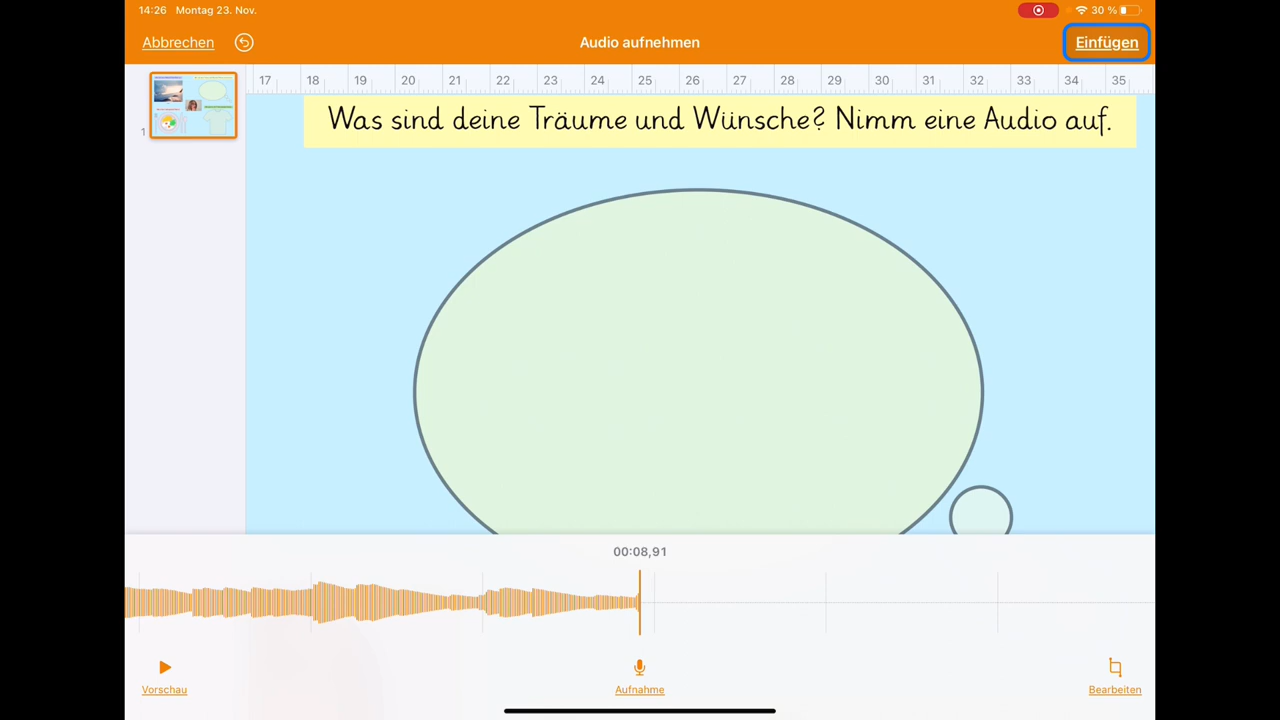 14:26 Montag 23. Nov. 30 %
Abbrechen Audio aufnehmen Einfügen
17 18 19 20 21 22 23 24 25 26 27 28 29 30 31 32 33 34 35
1
Was sind deine Träume und Wünsche? Nimm eine Audio auf.
00:08,91
Vorschau Aufnahme Bearbeiten